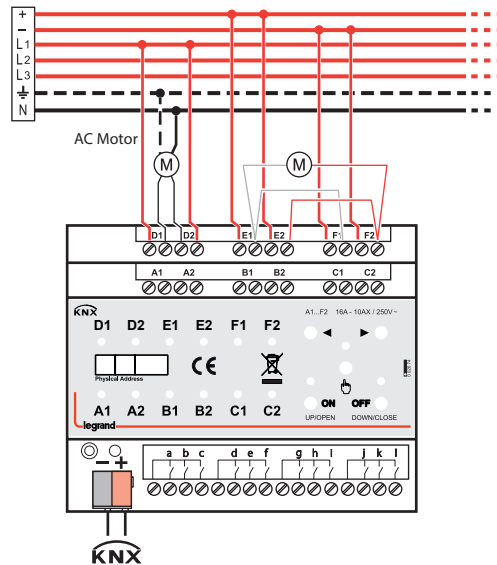 +
–
L1
L2
L3
N
AC Motor
M
M
D1 D2 E1 E2 F1 F2
A1 A2 B1 B2 C1 C2
KNX
A1...F2 16A - 10AX / 250V~
D1 D2 E1 E2 F1 F2
Physical Address
CE
A1 A2 B1 B2 C1 C2
ON OFF
UP/OPEN DOWN/CLOSE
legrand
a b c d e f g h i j k l
– +
KNX